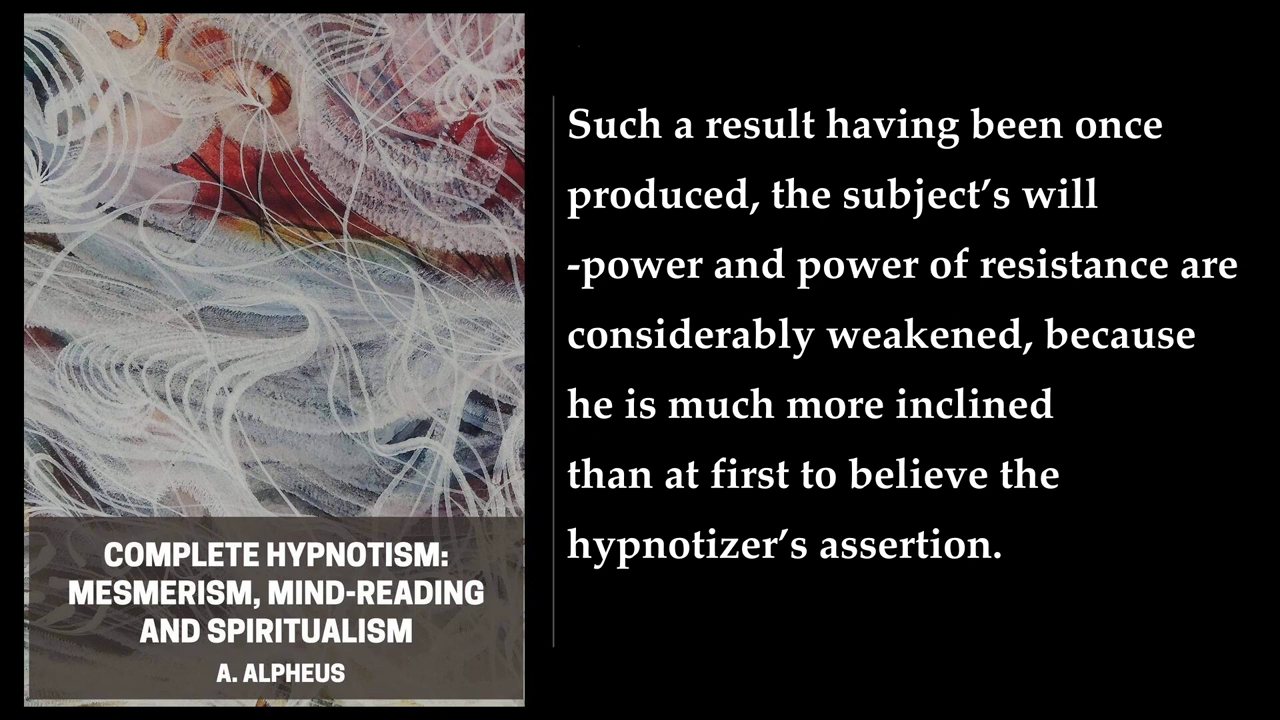 COMPLETE HYPNOTISM:
MESMERISM, MIND-READING
AND SPIRITUALISM
A. ALPHEUS
Such a result having been once
produced, the subject’s will
-power and power of resistance are
considerably weakened, because
he is much more inclined
than at first to believe the
hypnotizer’s assertion.